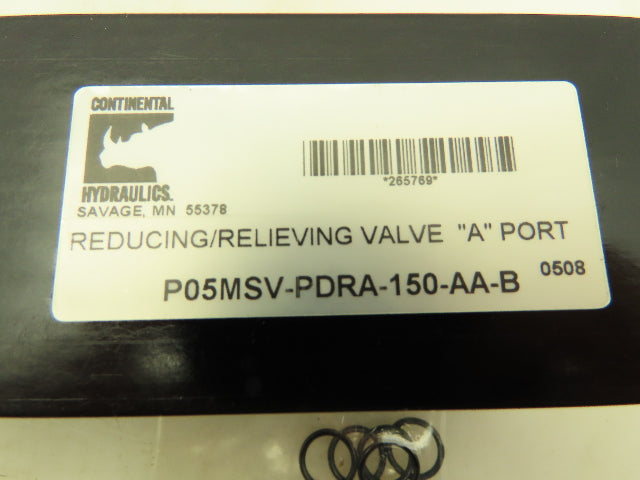 CONTINENTAL
HYDRAULICS.
SAVAGE, MN 55378
*265769*
REDUCING/RELIEVING VALVE "A" PORT
P05MSV-PDRA-150-AA-B 0508